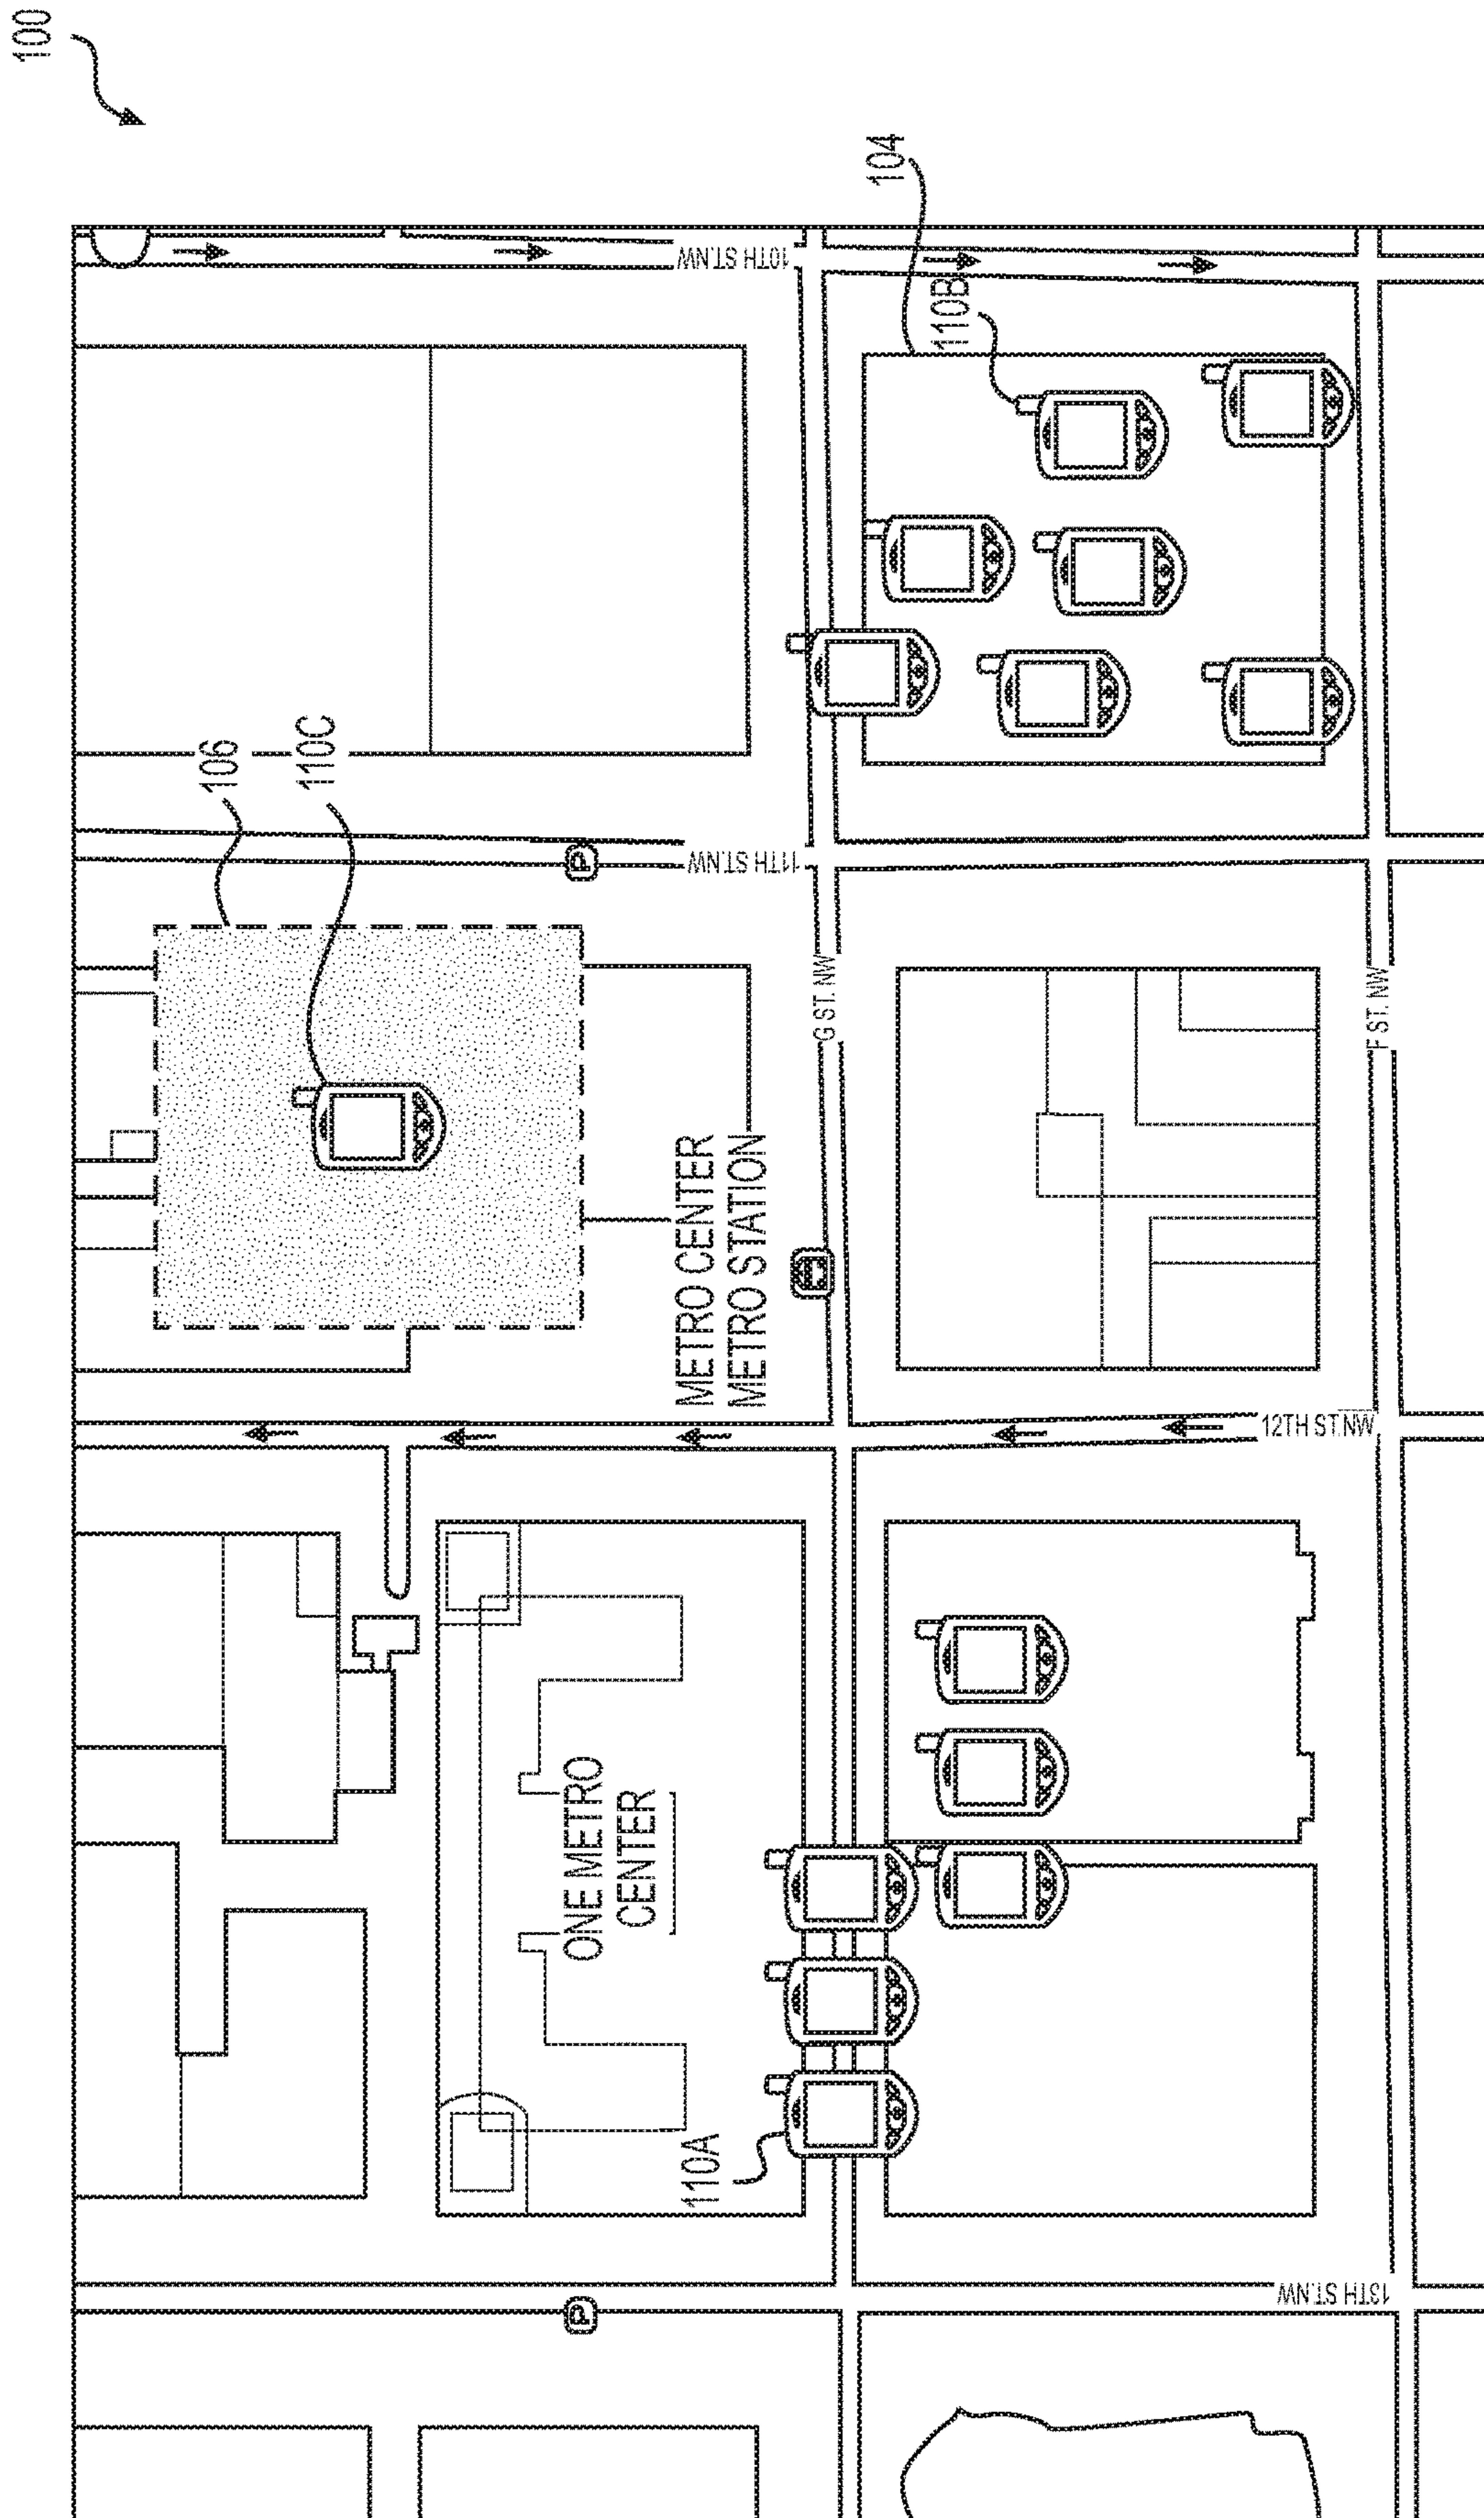 100
104
110B
10TH ST.NW
106
110C
P
11TH ST.NW
G ST. NW
F ST. NW
METRO CENTER
METRO STATION
12TH ST.NW
ONE METRO
CENTER
110A
P
13TH ST.NW